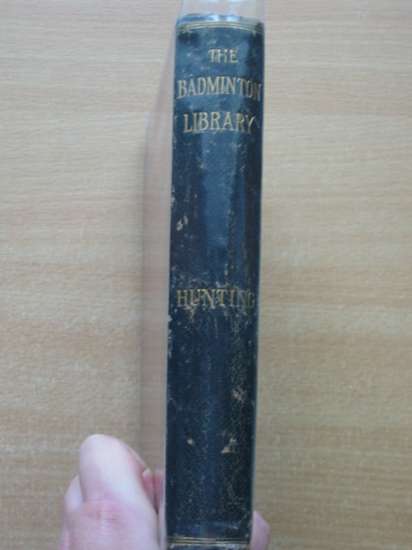 THE
BADMINTON
LIBRARY
HUNTING